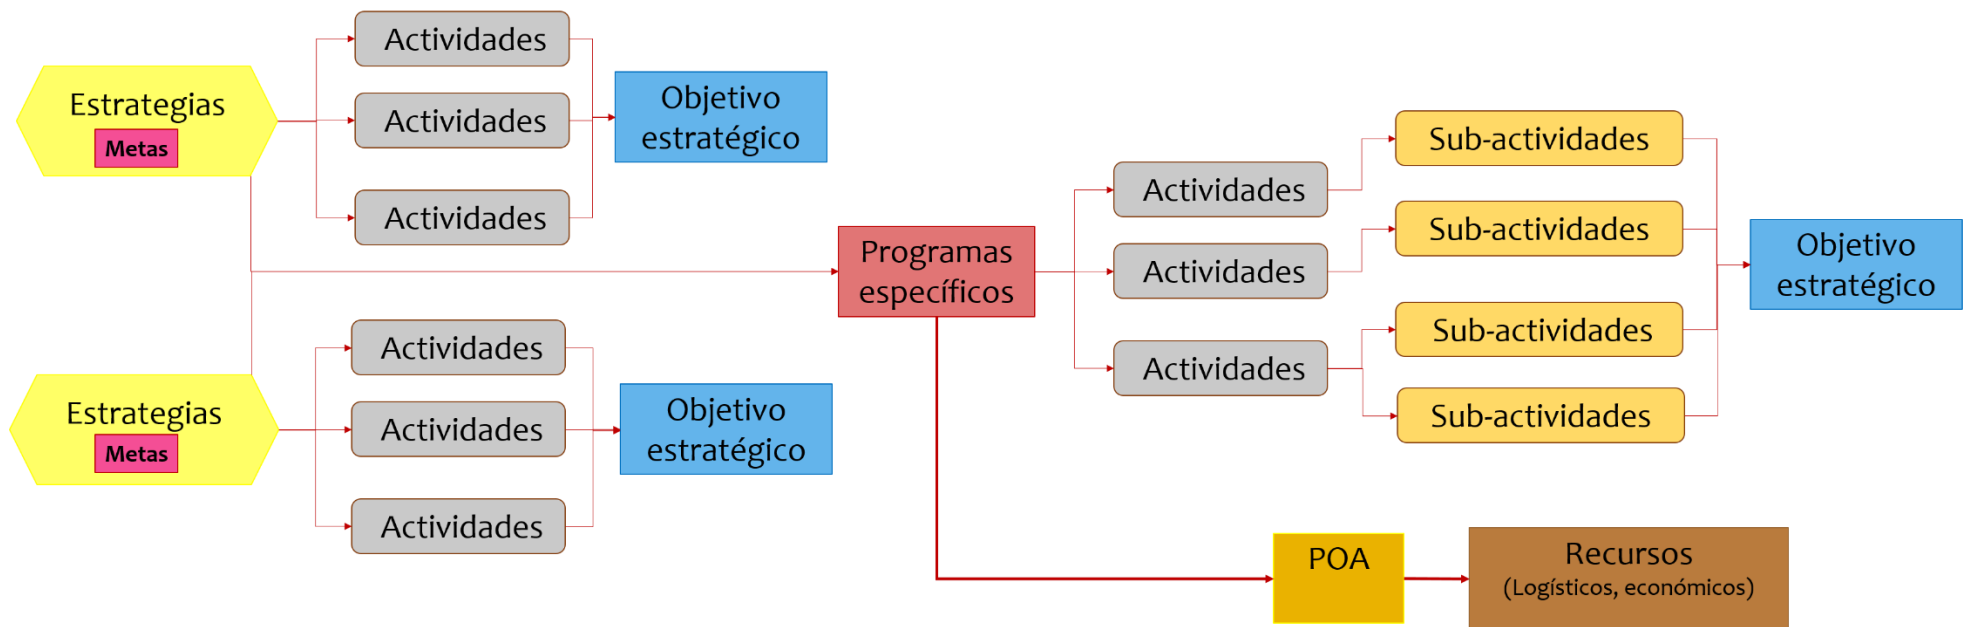 Estrategias
Metas
Actividades
Actividades
Actividades
Objetivo
estratégico
Estrategias
Metas
Actividades
Actividades
Actividades
Objetivo
estratégico
Programas
específicos
Actividades
Actividades
Actividades
Sub-actividades
Sub-actividades
Sub-actividades
Sub-actividades
Objetivo
estratégico
POA
Recursos
(Logísticos, económicos)